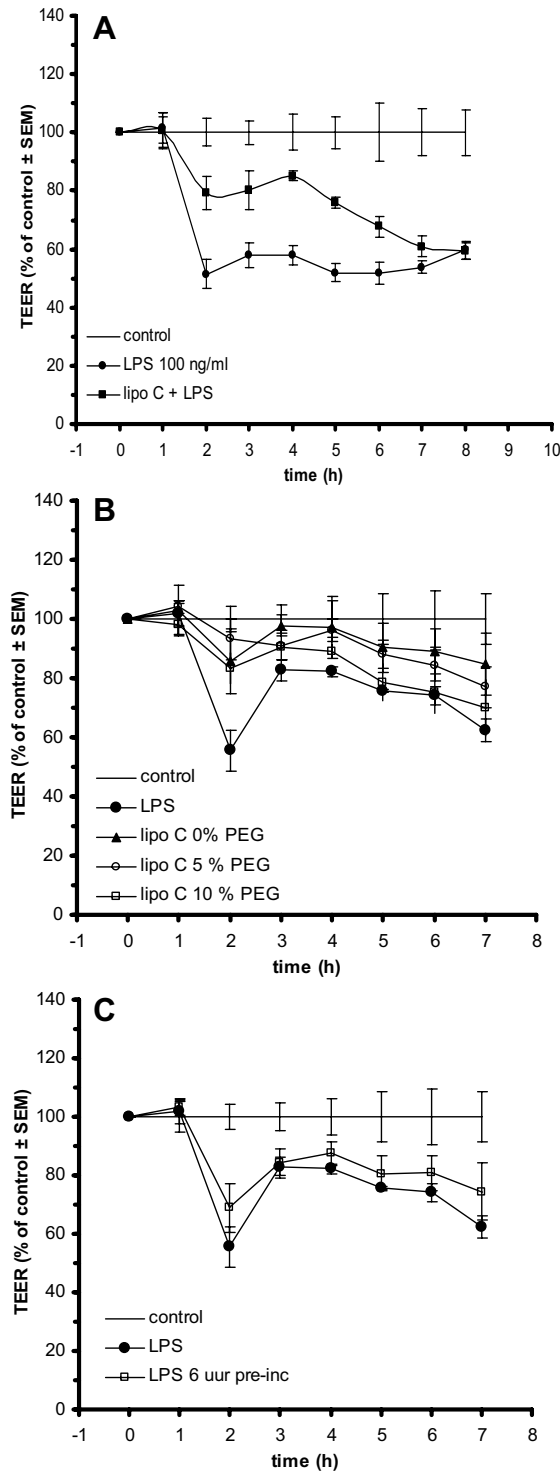 A
TEER (% of control ± SEM)
140
120
100
80
60
40
20
0
control
LPS 100 ng/ml
lipo C + LPS
-1 0 1 2 3 4 5 6 7 8 9 10
time (h)
B
TEER (% of control ± SEM)
140
120
100
80
60
40
20
0
control
LPS
lipo C 0% PEG
lipo C 5 % PEG
lipo C 10 % PEG
-1 0 1 2 3 4 5 6 7 8
time (h)
C
TEER (% of control ± SEM)
140
120
100
80
60
40
20
0
control
LPS
LPS 6 uur pre-inc
-1 0 1 2 3 4 5 6 7 8
time (h)